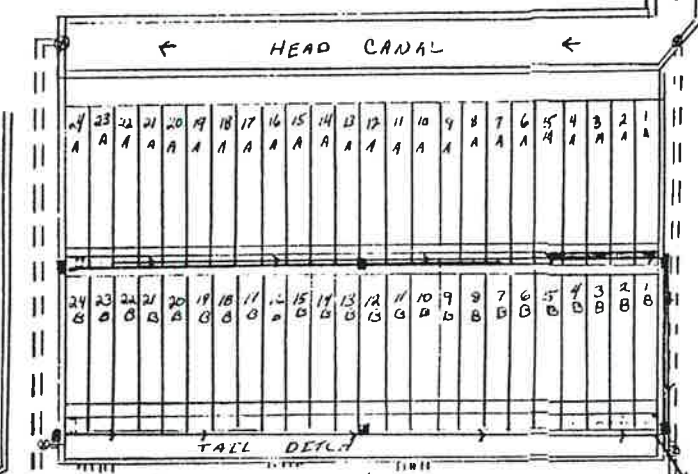 ← HEAD CANAL ←
24 23 22 21 20 19 18 17 16 15 14 13 12 11 10 9 8 7 6 5 4 3 2 1
A A A A A A A A A A A A A A A A A A A A A A A A
24 23 22 21 20 19 18 17 15 14 13 12 11 10 9 8 7 6 5 4 3 2 1
B B B B B B B B B B B B B B B B B B B B B B B
TAIL DITCH